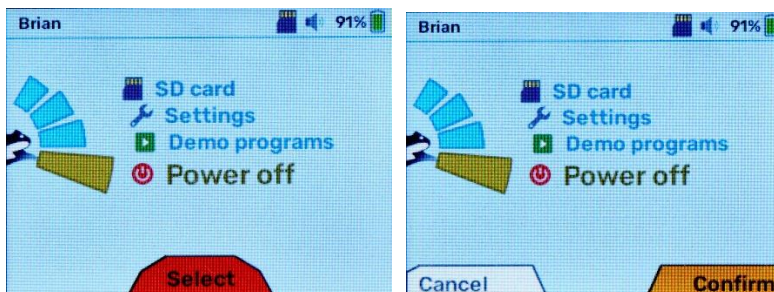 Brian 91%
SD card
Settings
Demo programs
Power off
Select
Brian 91%
SD card
Settings
Demo programs
Power off
Cancel Confirm